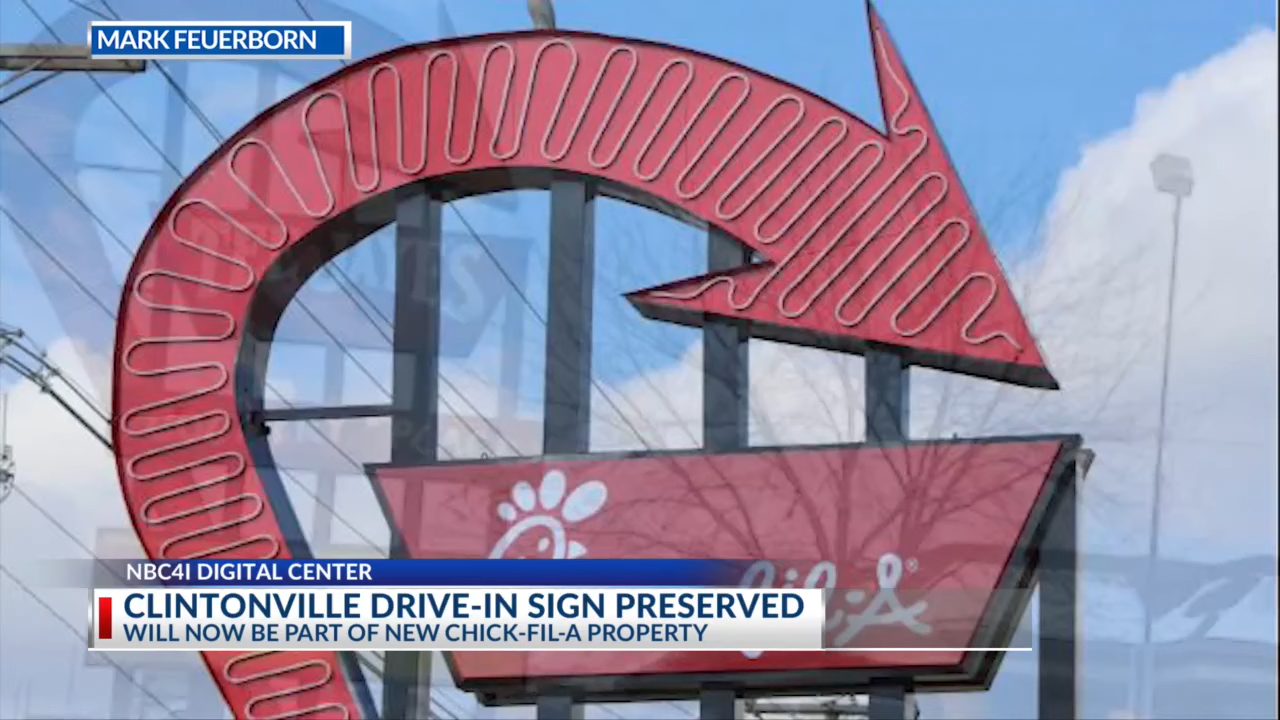 MARK FEUERBORN
fil-A®
NBC4I DIGITAL CENTER
CLINTONVILLE DRIVE-IN SIGN PRESERVED
WILL NOW BE PART OF NEW CHICK-FIL-A PROPERTY